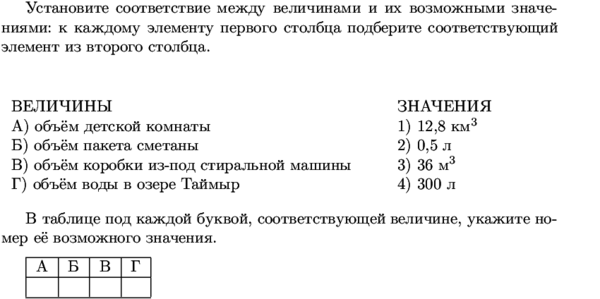 Установите соответствие между величинами и их возможными значе-
ниями: к каждому элементу первого столбца подберите соответствующий
элемент из второго столбца.
ВЕЛИЧИНЫ
А) объём детской комнаты
Б) объём пакета сметаны
В) объём коробки из-под стиральной машины
Г) объём воды в озере Таймыр
ЗНАЧЕНИЯ
1) 12,8 км³
2) 0,5 л
3) 36 м³
4) 300 л
В таблице под каждой буквой, соответствующей величине, укажите но-
мер её возможного значения.
А Б В Г